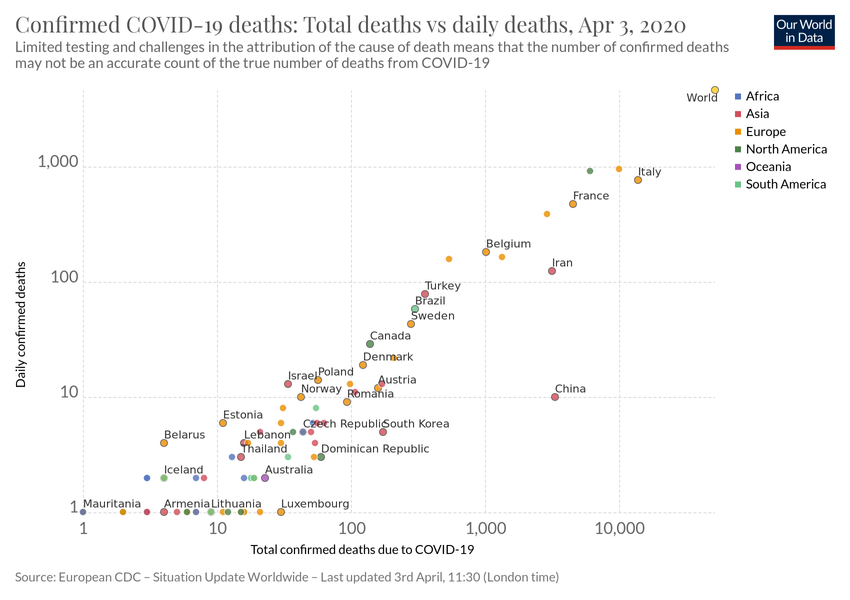 Confirmed COVID-19 deaths: Total deaths vs daily deaths, Apr 3, 2020
Our World
in Data
Limited testing and challenges in the attribution of the cause of death means that the number of confirmed deaths
may not be an accurate count of the true number of deaths from COVID-19
World
Africa
Asia
Europe
North America
Oceania
South America
1,000
Italy
France
Belgium
Iran
100
Turkey
Brazil
Sweden
Canada
Denmark
Israel
Poland
Austria
China
10
Norway
Romania
Estonia
Czech Republic
South Korea
Belarus
Lebanon
Thailand
Dominican Republic
Iceland
Australia
1
Mauritania
Armenia
Lithuania
Luxembourg
1
10
100
1,000
10,000
Daily confirmed deaths
Total confirmed deaths due to COVID-19
Source: European CDC – Situation Update Worldwide – Last updated 3rd April, 11:30 (London time)